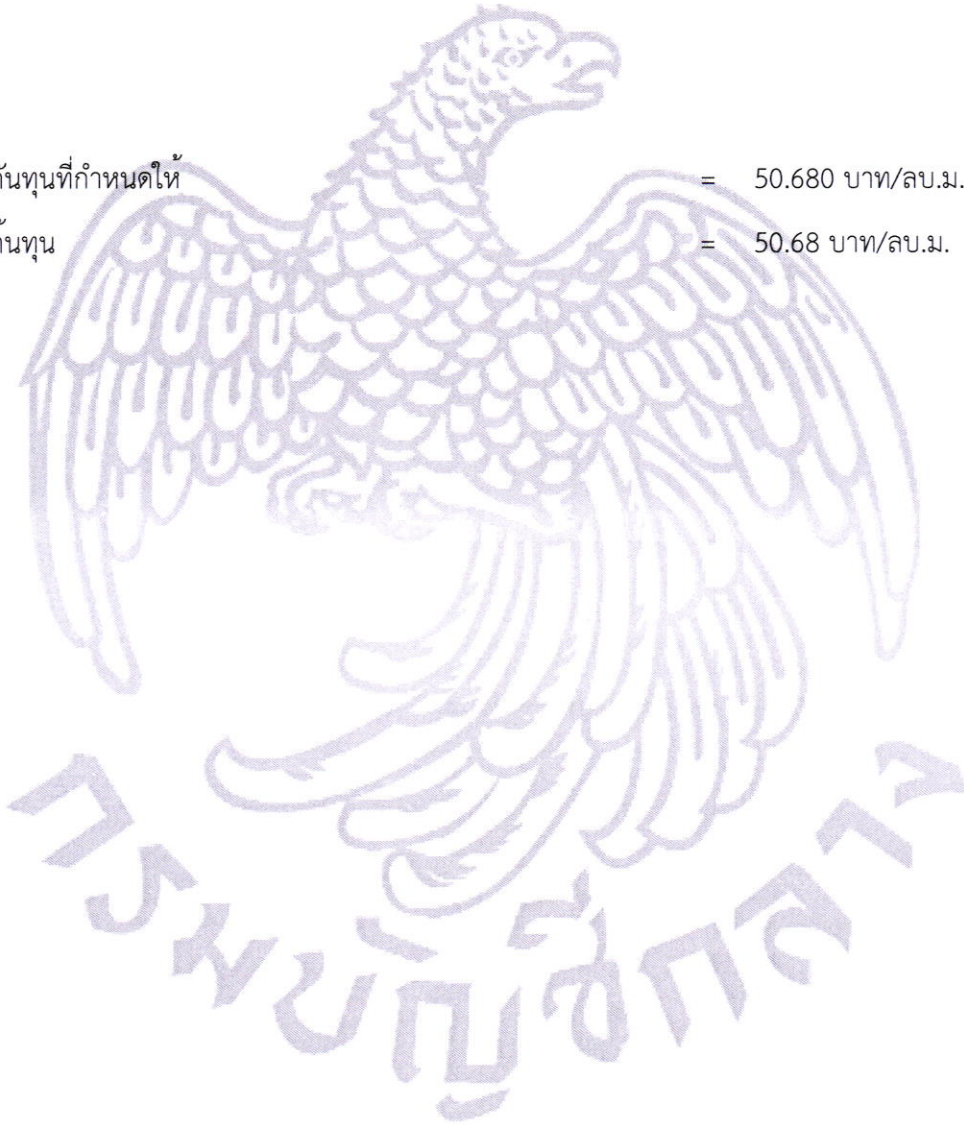 ต้นทุนที่กำหนดให้ = 50.680 บาท/ลบ.ม.
ต้นทุน = 50.68 บาท/ลบ.ม.
กรมบัญชีกลาง